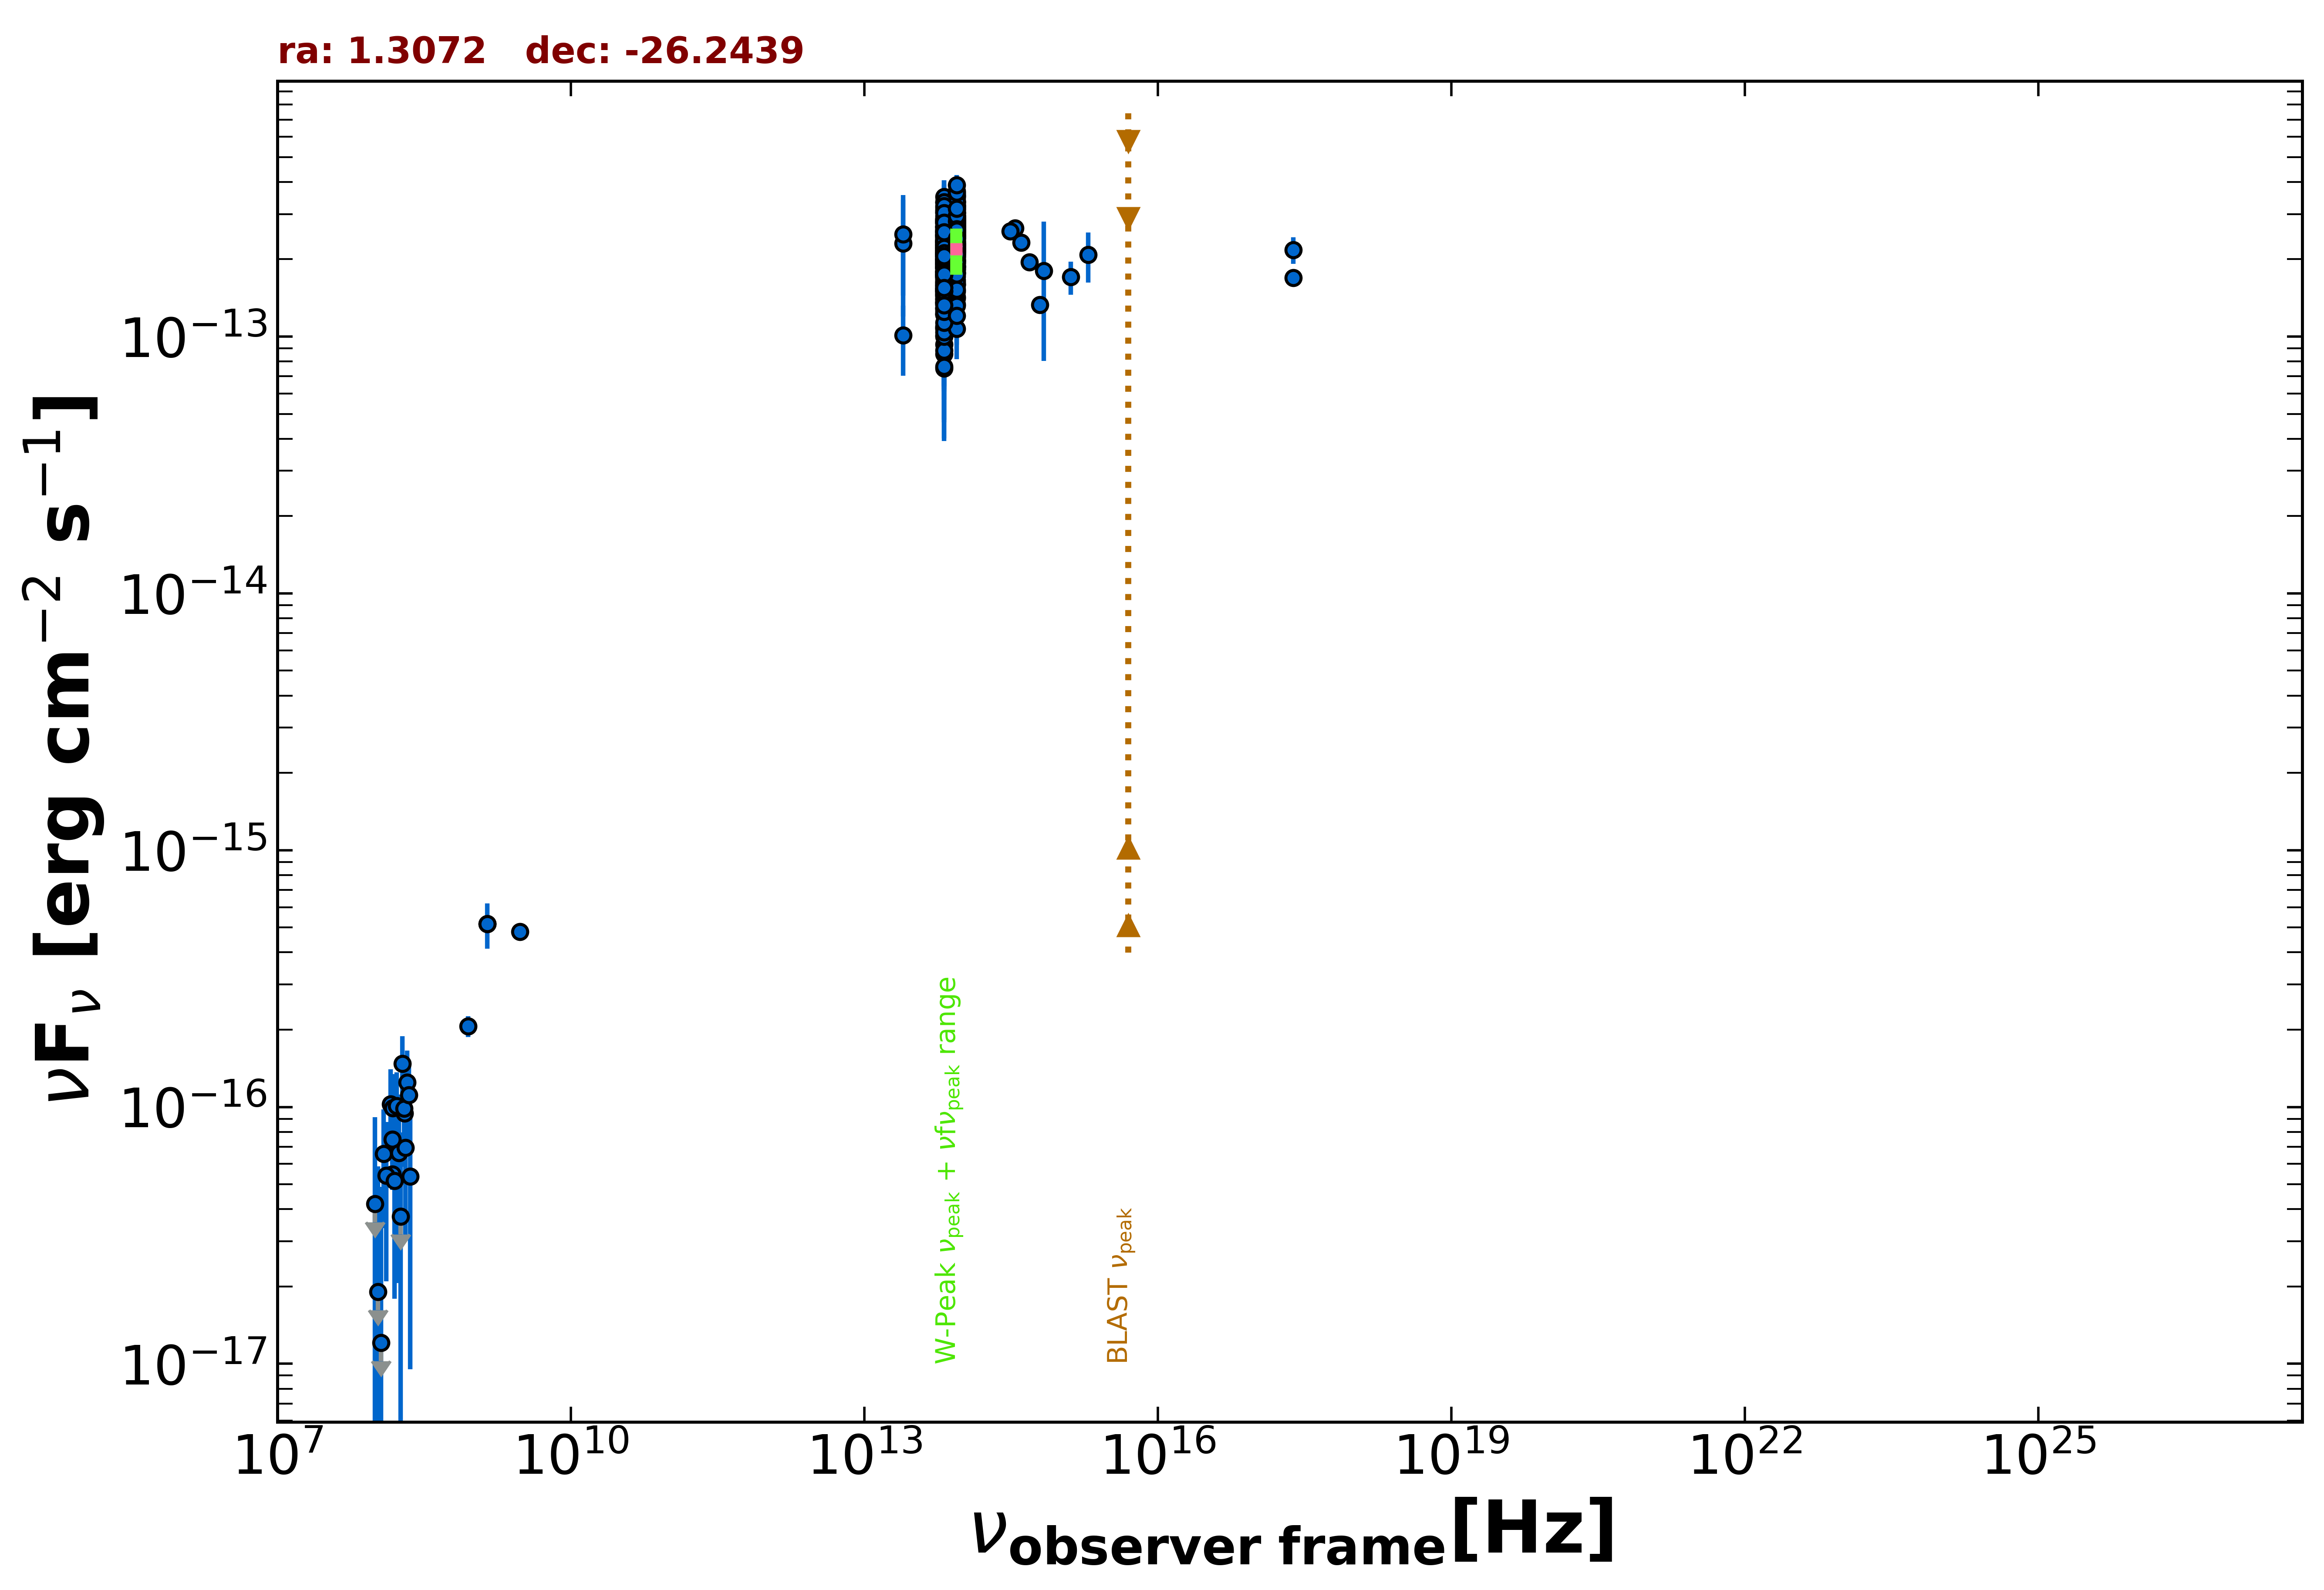 ra: 1.3072   dec: -26.2439
νFν [erg cm−2 s−1]
10−13
10−14
10−15
10−16
10−17
W-Peak νpeak + νfνpeak range
BLAST νpeak
107
1010
1013
1016
1019
1022
1025
νobserver frame[Hz]